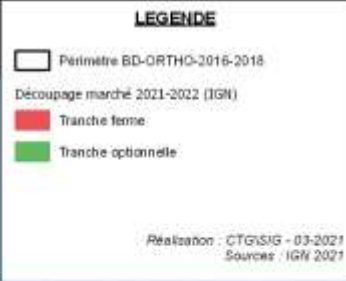 LEGENDE
Périmètre BD-ORTHO-2016-2018
Découpage marché 2021-2022 (IGN)
Tranche ferme
Tranche optionnelle
Réalisation : CTG\SIG - 03-2021
Sources : IGN 2021